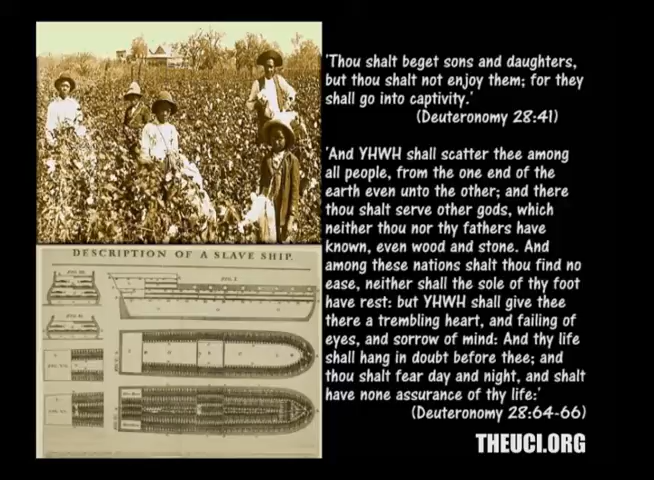 'Thou shalt beget sons and daughters,
but thou shalt not enjoy them; for they
shall go into captivity.'
(Deuteronomy 28:41)
'And YHWH shall scatter thee among
all people, from the one end of the
earth even unto the other; and there
thou shalt serve other gods, which
neither thou nor thy fathers have
known, even wood and stone. And
among these nations shalt thou find no
ease, neither shall the sole of thy foot
have rest: but YHWH shall give thee
there a trembling heart, and failing of
eyes, and sorrow of mind: And thy life
shall hang in doubt before thee; and
thou shalt fear day and night, and shalt
have none assurance of thy life:'
(Deuteronomy 28:64-66)
DESCRIPTION OF A SLAVE SHIP.
THEUCI.ORG